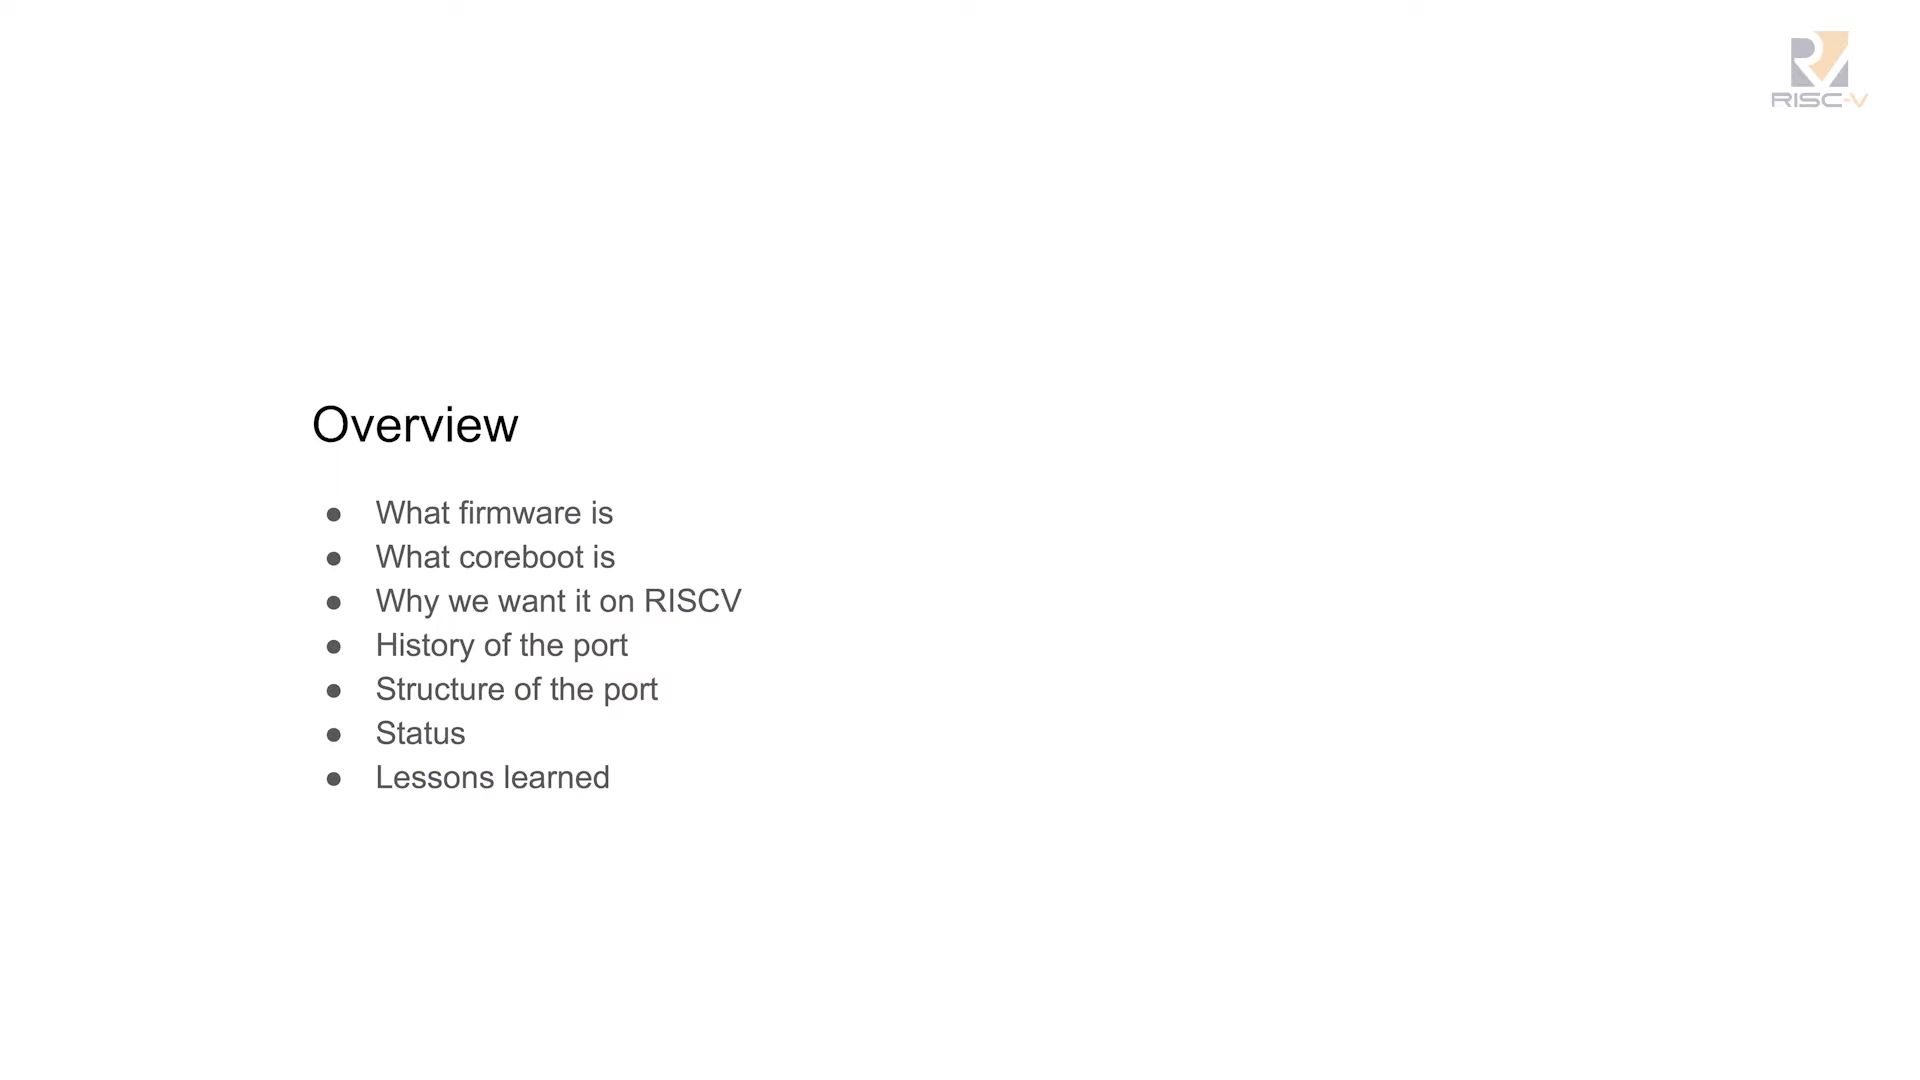 RISC-V
Overview
● What firmware is
● What coreboot is
● Why we want it on RISCV
● History of the port
● Structure of the port
● Status
● Lessons learned